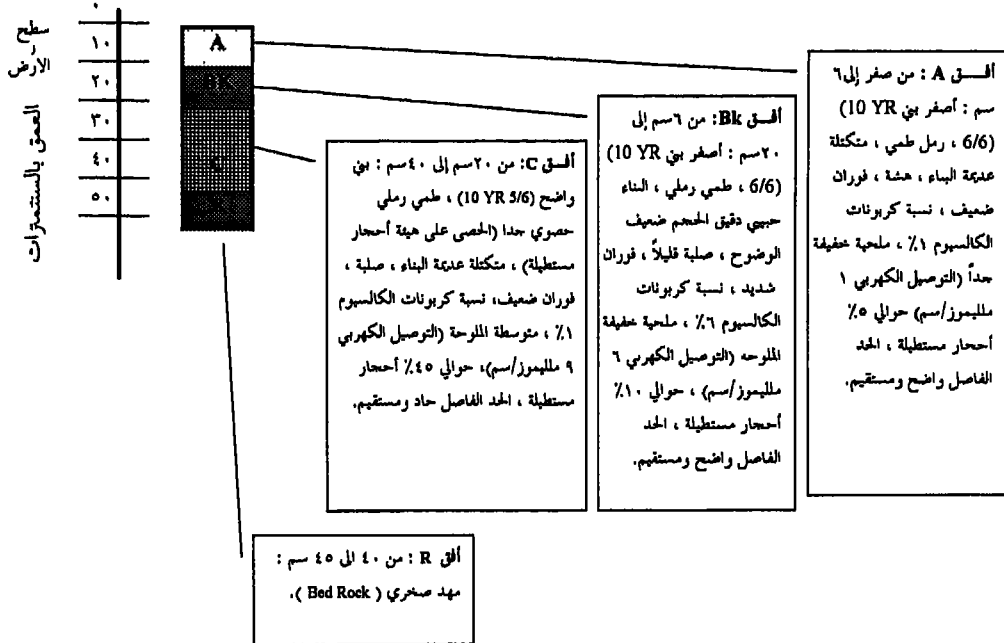 سطح
الأرض
العمق بالسنتمترات
٠
١٠
٢٠
٣٠
٤٠
٥٠
A
BK
C
أفــق A : من صفر إلى ٦
سم : أصفر بني (10 YR
6/6) ، رمل طمي ، متكتلة
عديمة البناء ، هشة ، فوران
ضعيف ، نسبة كربونات
الكالسيوم ١٪ ، ملحية خفيفة
جداً (التوصيل الكهربي ١
ملليموز/سم) حوالي ٥٪
أحجار مستطيلة ، الحد
الفاصل واضح ومستقيم.
أفــق Bk: من ٦سم إلى
٢٠سم : أصفر بني (10 YR
6/6) ، طمي رملي ، البناء
حبيبي دقيق الحجم ضعيف
الوضوح ، صلبة قليلاً ، فوران
شديد ، نسبة كربونات
الكالسيوم ٦٪ ، ملحية خفيفة
الملوحه (التوصيل الكهربي ٦
ملليموز/سم) ، حوالي ١٠٪
أحجار مستطيلة ، الحد
الفاصل واضح ومستقيم.
أفــق C: من ٢٠سم إلى ٤٠سم : بني
واضح (10 YR 5/6) ، طمي رملي
حصوي جدا (الحصى على هيئة أحجار
مستطيلة) ، متكتلة عديمة البناء ، صلبة ،
فوران ضعيف، نسبة كربونات الكالسيوم
١٪ ، متوسطة الملوحة (التوصيل الكهربي
٩ ملليموز/سم)، حوالي ٤٥٪ أحجار
مستطيلة ، الحد الفاصل حاد ومستقيم.
أفق R : من ٤٠ الى ٤٥ سم :
مهد صخري ( Bed Rock ).